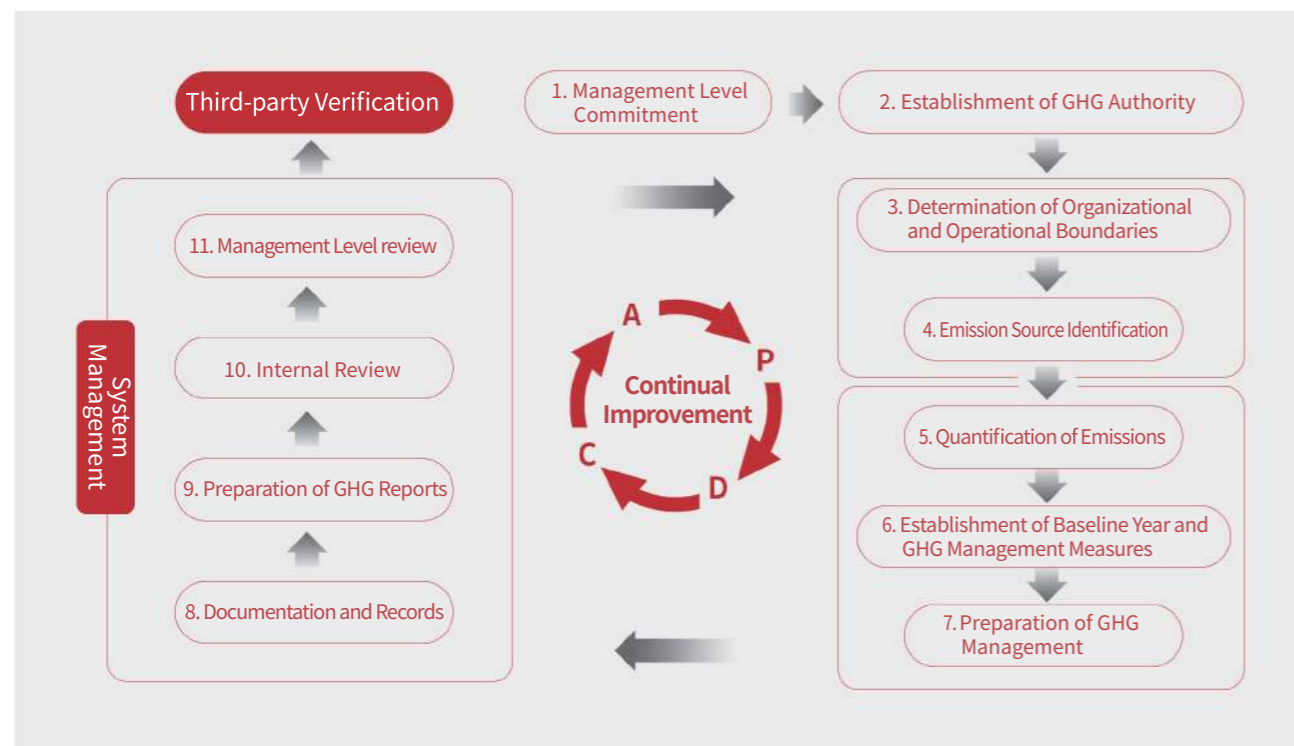 Third-party Verification
1. Management Level
Commitment
2. Establishment of GHG Authority
3. Determination of Organizational
and Operational Boundaries
4. Emission Source Identification
5. Quantification of Emissions
6. Establishment of Baseline Year and
GHG Management Measures
7. Preparation of GHG
Management
8. Documentation and Records
9. Preparation of GHG Reports
10. Internal Review
11. Management Level review
System
Management
A
P
D
C
Continual
Improvement